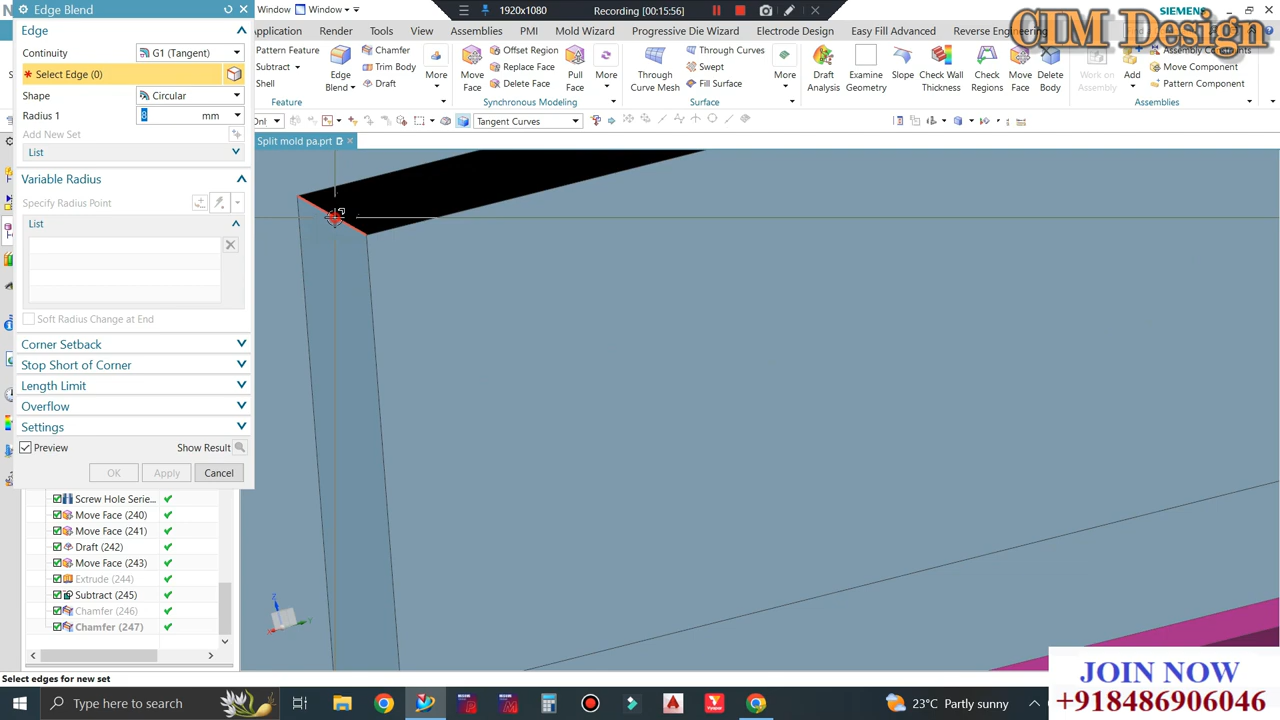 Edge Blend
Window
Window
1920x1080
Recording (00:15:56
SIEMENS
CIM Design
Edge
Application
Render
Tools
View
Assemblies
PMI
Mold Wizard
Progressive Die Wizard
Electrode Design
Easy Fill Advanced
Reverse Engineering
Continuity
G1 (Tangent)
Select Edge (0)
Shape
Circular
Radius 1
mm
Add New Set
List
Pattern Feature
Subtract
Shell
Edge
Blend
Chamfer
Trim Body
Draft
More
Feature
Move
Face
Offset Region
Replace Face
Delete Face
Pull
Face
More
Synchronous Modeling
Through
Curve Mesh
Through Curves
Swept
Fill Surface
More
Surface
Draft
Analysis
Examine
Geometry
Slope
Check Wall
Thickness
Check
Regions
Move
Face
Delete
Body
Work on
Assembly
Add
Assembly Constraints
Move Component
Pattern Component
Assemblies
Tangent Curves
Split mold pa.prt
Variable Radius
Specify Radius Point
List
Soft Radius Change at End
Corner Setback
Stop Short of Corner
Length Limit
Overflow
Settings
Preview
Show Result
OK
Apply
Cancel
Screw Hole Serie...
Move Face (240)
Move Face (241)
Draft (242)
Move Face (243)
Extrude (244)
Subtract (245)
Chamfer (246)
Chamfer (247)
Z
Select edges for new set
JOIN NOW
+918486906046
Type here to search
23°C Partly sunny